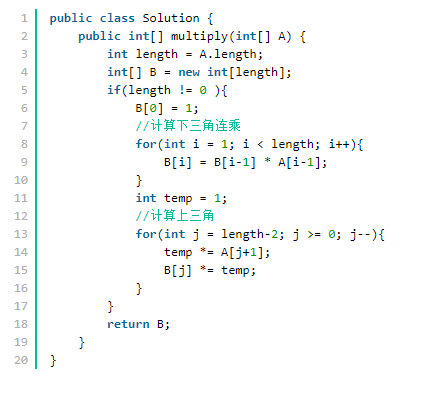 1 public class Solution {
2     public int[] multiply(int[] A) {
3         int length = A.length;
4         int[] B = new int[length];
5         if(length != 0 ){
6             B[0] = 1;
7             //计算下三角连乘
8             for(int i = 1; i < length; i++){
9                 B[i] = B[i-1] * A[i-1];
10             }
11             int temp = 1;
12             //计算上三角
13             for(int j = length-2; j >= 0; j--){
14                 temp *= A[j+1];
15                 B[j] *= temp;
16             }
17         }
18         return B;
19     }
20 }